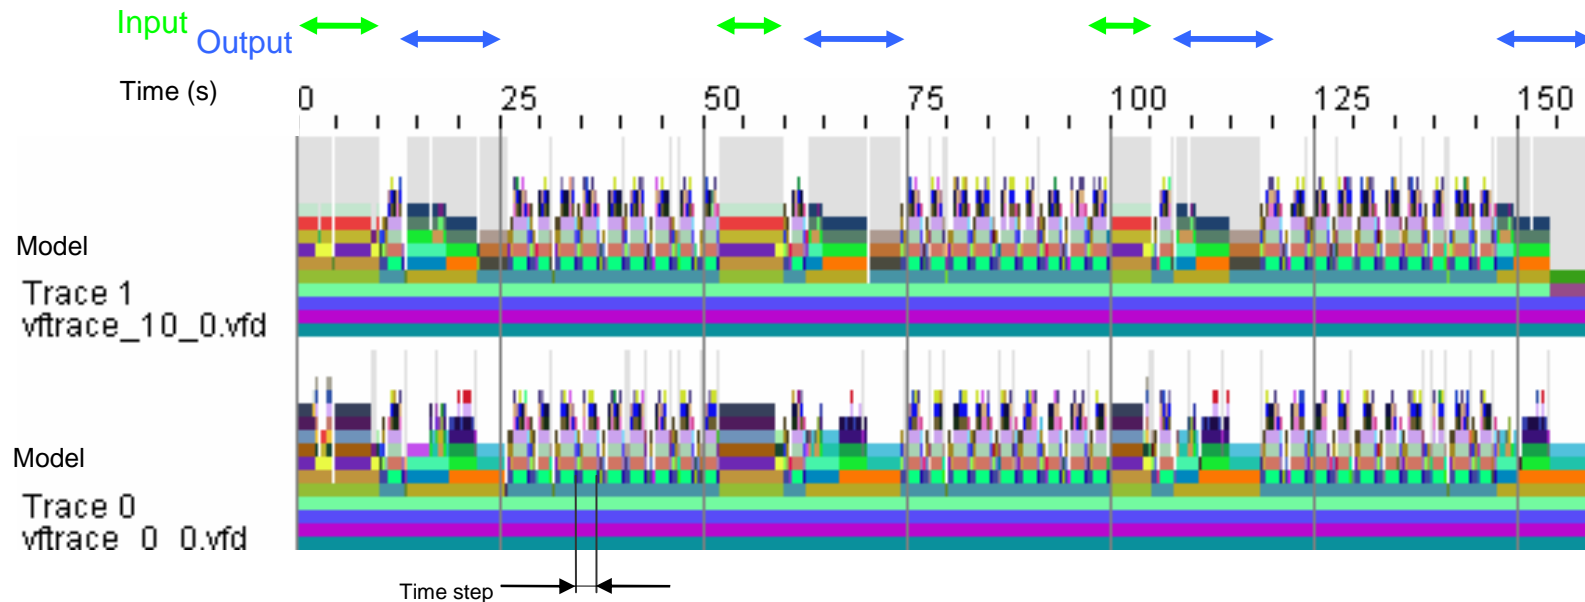 Input
Output
Time (s)
0 25 50 75 100 125 150
Model
Trace 1
vftrace_10_0.vfd
Model
Trace 0
vftrace_0_0.vfd
Time step